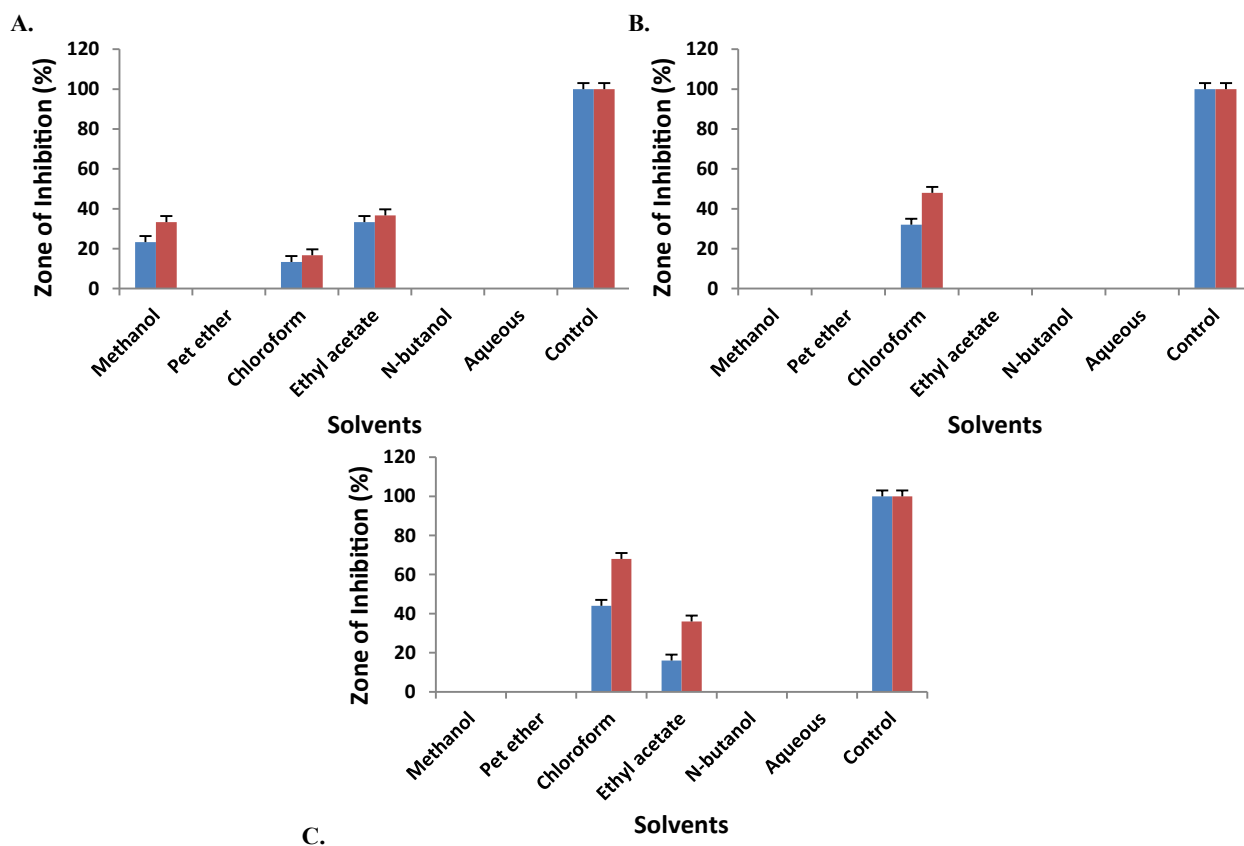 A.
Zone of Inhibition (%)
120
100
80
60
40
20
0
Methanol
Pet ether
Chloroform
Ethyl acetate
N-butanol
Aqueous
Control
Solvents
B.
Zone of Inhibition (%)
120
100
80
60
40
20
0
Methanol
Pet ether
Chloroform
Ethyl acetate
N-butanol
Aqueous
Control
Solvents
Zone of Inhibition (%)
120
100
80
60
40
20
0
Methanol
Pet ether
Chloroform
Ethyl acetate
N-butanol
Aqueous
Control
Solvents
C.